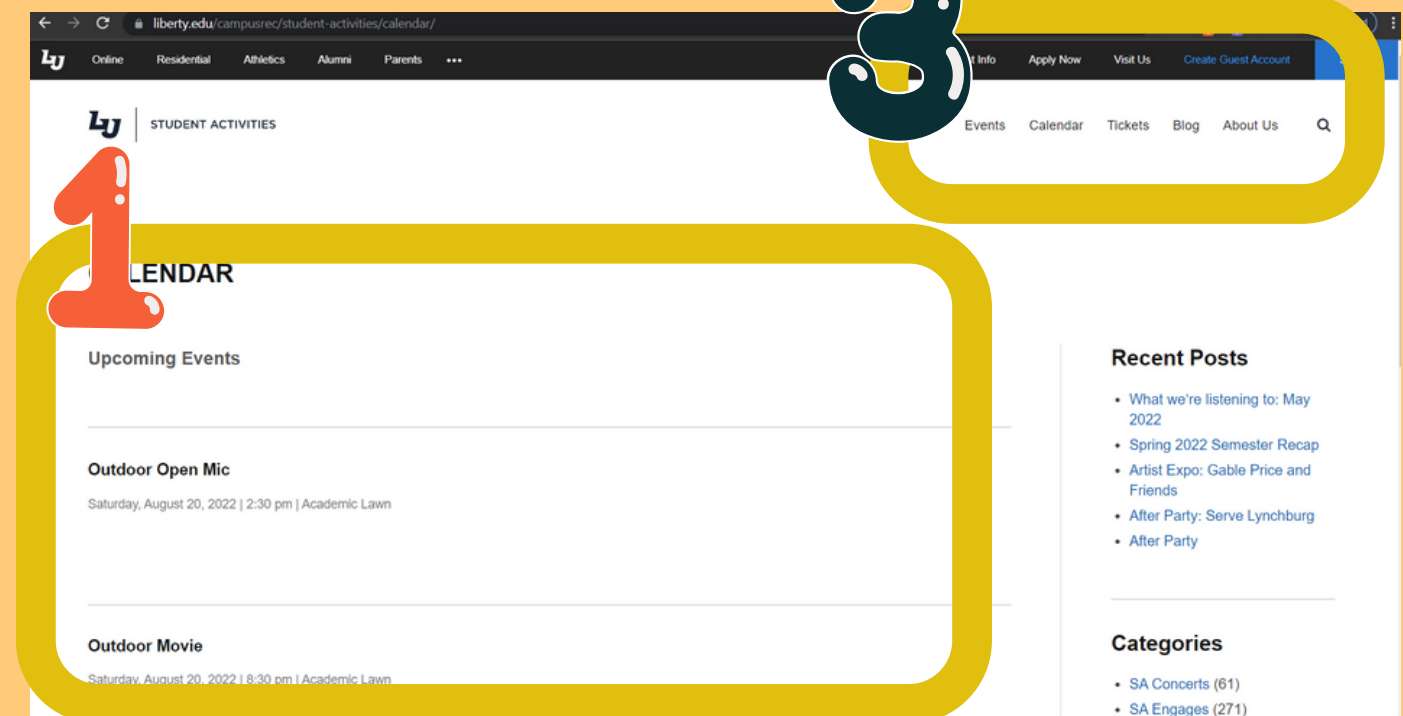 liberty.edu/campusrec/student-activities/calendar/
LU Online Residential Athletics Alumni Parents ••• Info Apply Now Visit Us Create Guest Account
LU STUDENT ACTIVITIES Events Calendar Tickets Blog About Us
3
1
LENDAR
Upcoming Events
Outdoor Open Mic
Saturday, August 20, 2022 | 2:30 pm | Academic Lawn
Outdoor Movie
Saturday, August 20, 2022 | 8:30 pm | Academic Lawn
Recent Posts
• What we're listening to: May
2022
• Spring 2022 Semester Recap
• Artist Expo: Gable Price and
Friends
• After Party: Serve Lynchburg
• After Party
Categories
• SA Concerts (61)
• SA Engages (271)